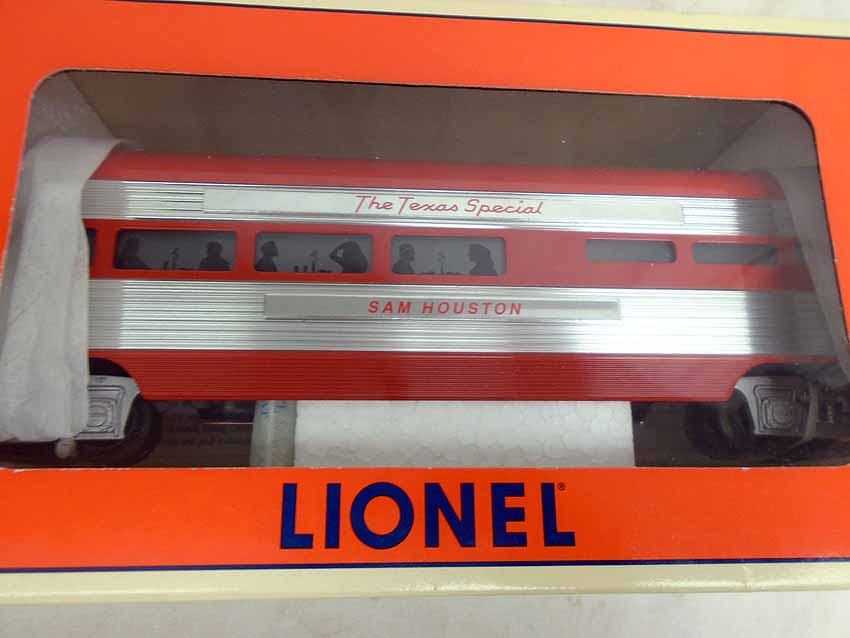 The Texas Special
SAM HOUSTON
LIONEL®